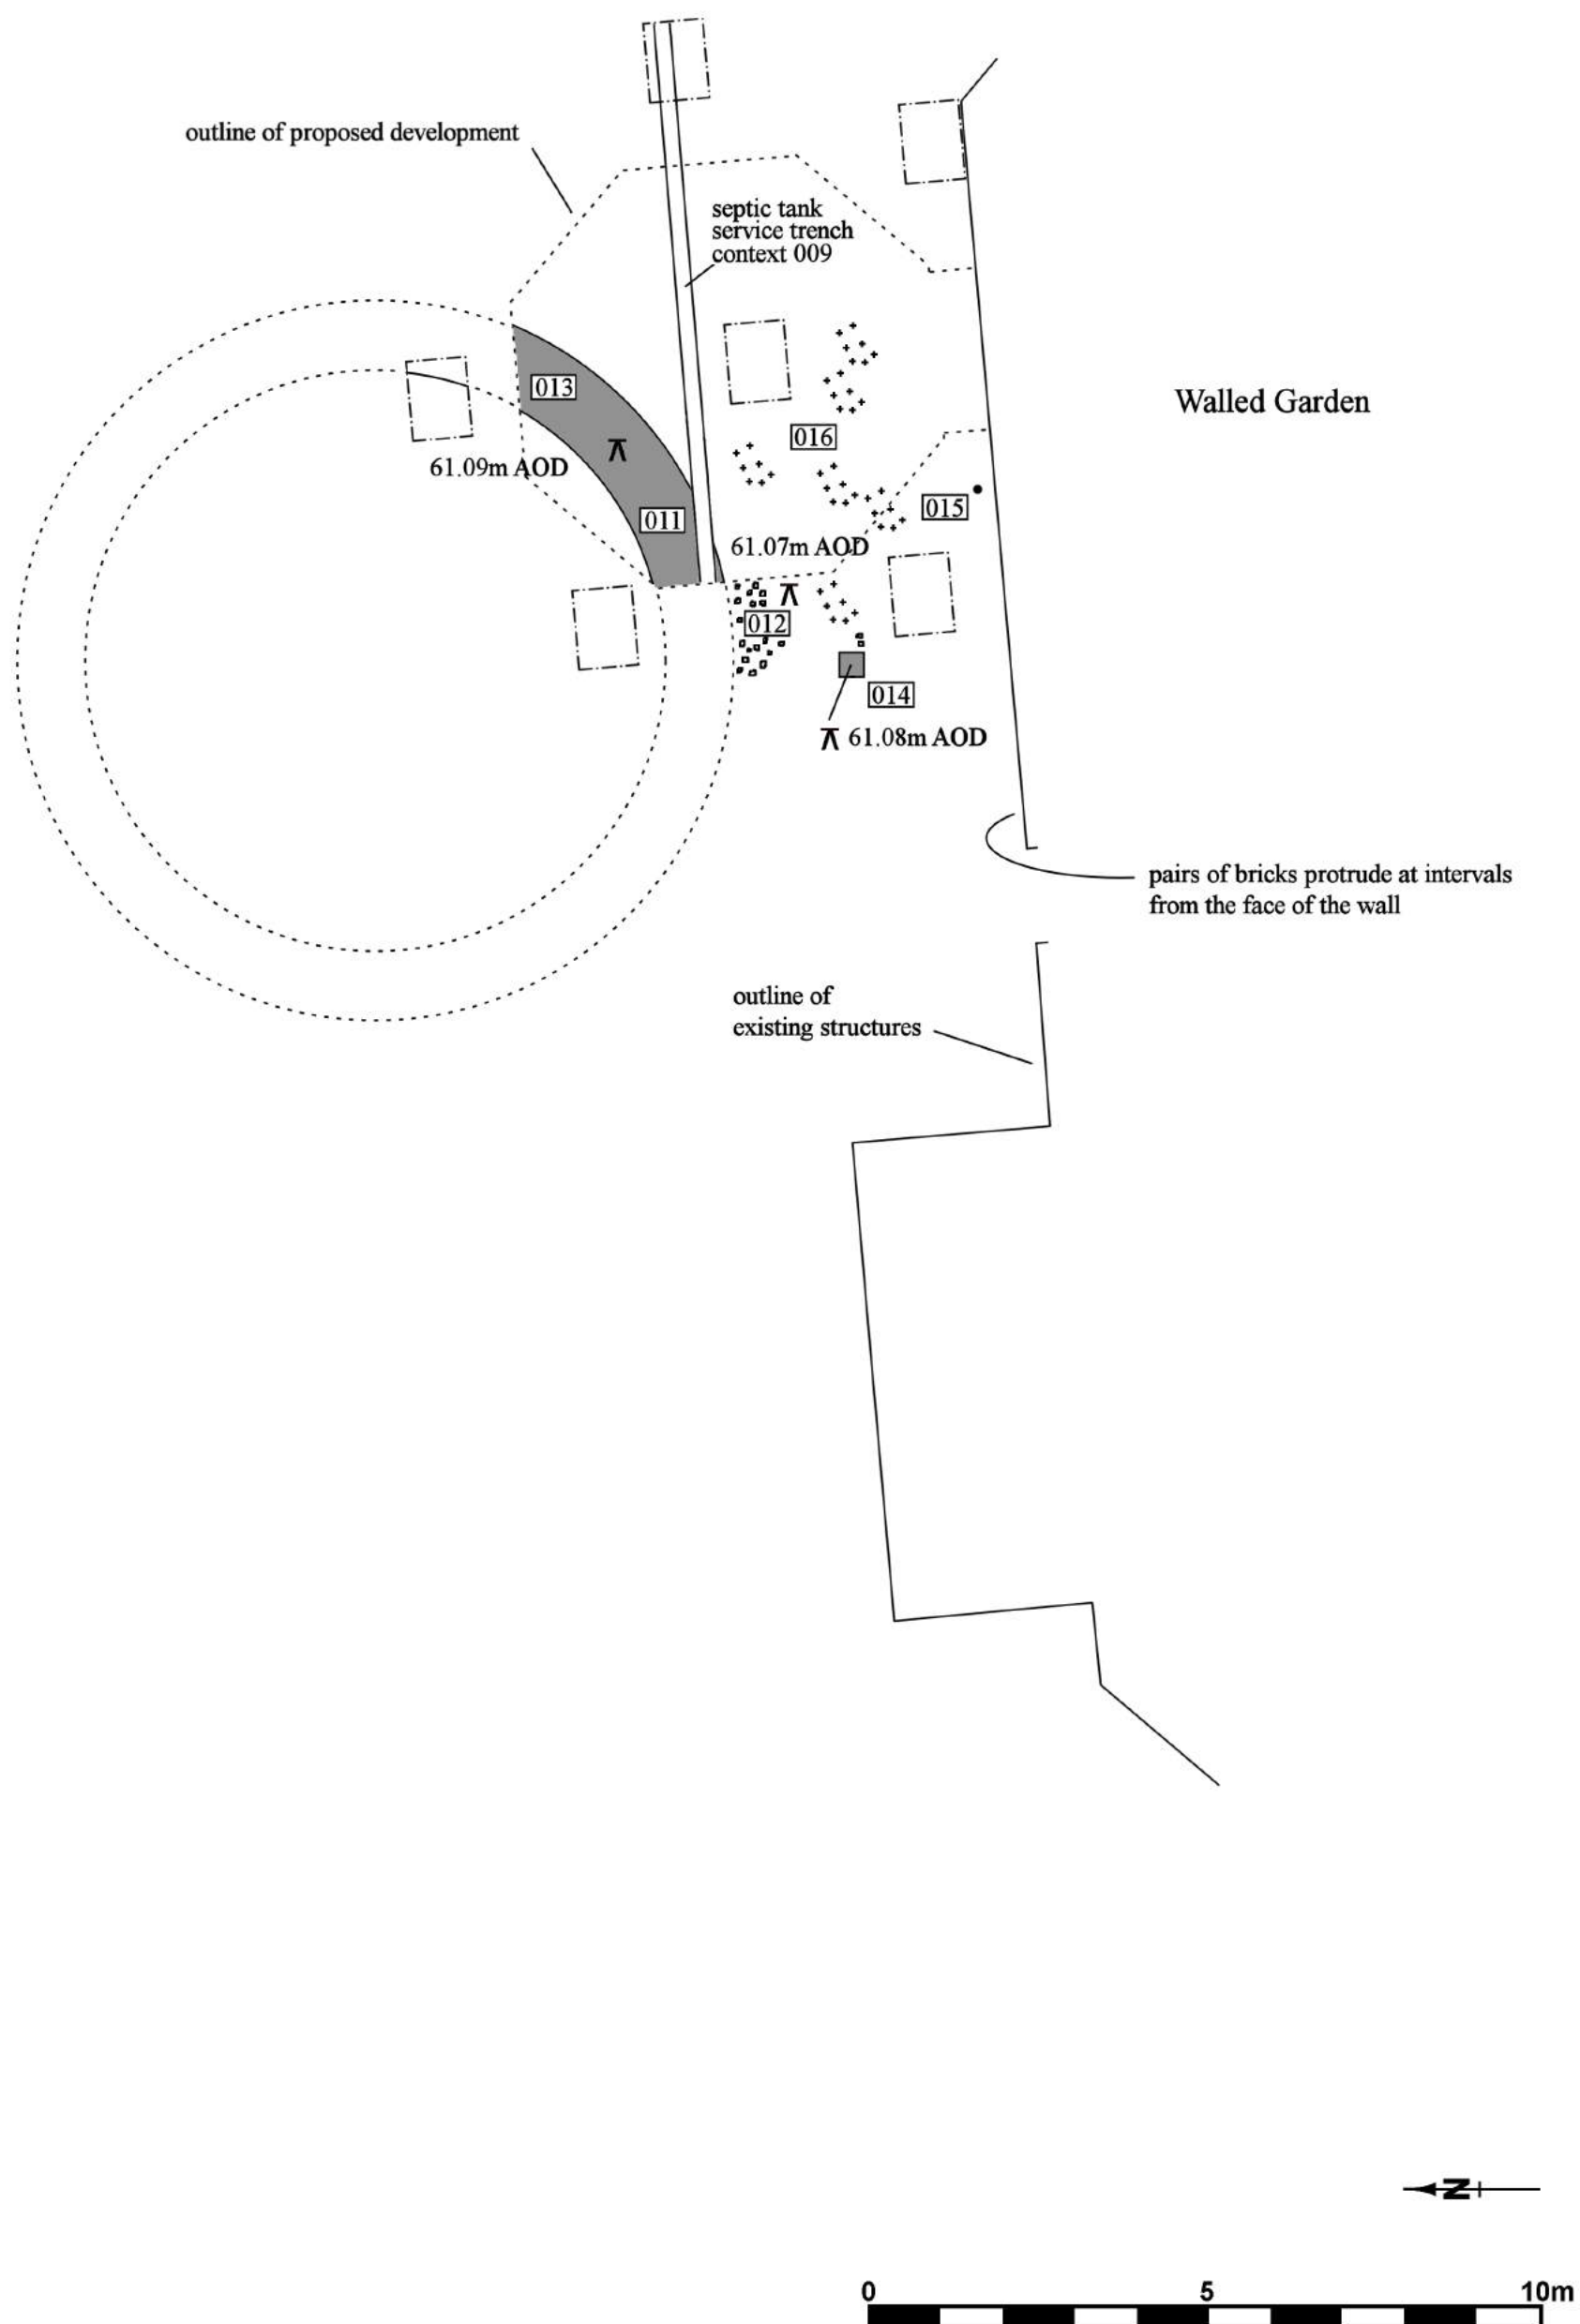 outline of proposed development
septic tank
service trench
context 009
013
Walled Garden
016
61.09m AOD
015
011
61.07m AOD
012
014
61.08m AOD
pairs of bricks protrude at intervals
from the face of the wall
outline of
existing structures
N
0 5 10m